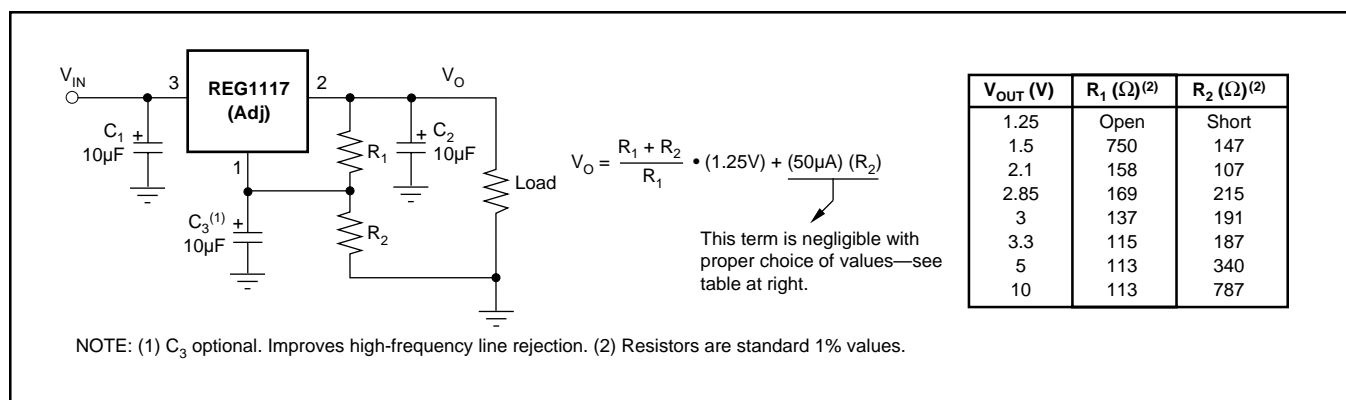 V_IN
3
REG1117
(Adj)
2
V_O
C_1 +
10µF
1
R_1
+ C_2
10µF
Load
C_3^(1) +
10µF
R_2
V_O = (R_1 + R_2) / R_1 • (1.25V) + (50µA) (R_2)
This term is negligible with
proper choice of values—see
table at right.
V_OUT (V) R_1 (Ω)^(2) R_2 (Ω)^(2)
1.25 Open Short
1.5 750 147
2.1 158 107
2.85 169 215
3 137 191
3.3 115 187
5 113 340
10 113 787
NOTE: (1) C_3 optional. Improves high-frequency line rejection. (2) Resistors are standard 1% values.